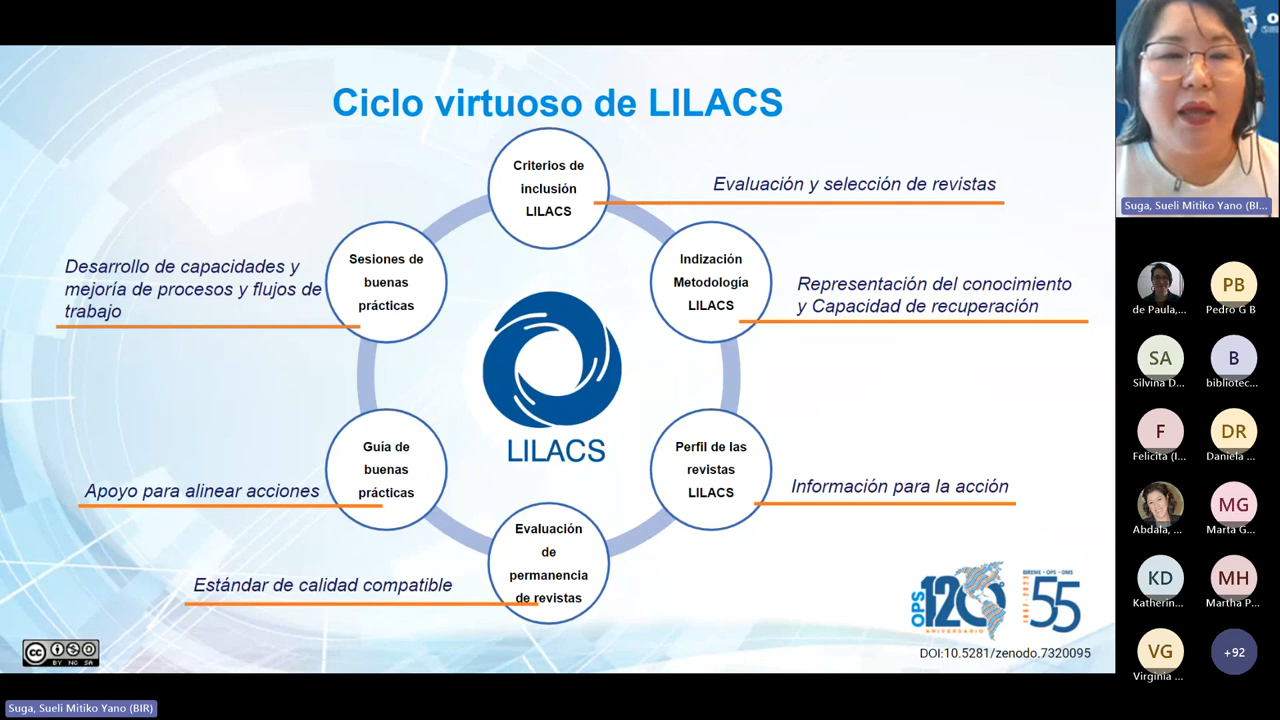 Ciclo virtuoso de LILACS
Criterios de
inclusión
LILACS
Evaluación y selección de revistas
Indización
Metodología
LILACS
Representación del conocimiento
y Capacidad de recuperación
Perfil de las
revistas
LILACS
Información para la acción
Evaluación
de
permanencia
de revistas
Estándar de calidad compatible
Guía de
buenas
prácticas
Apoyo para alinear acciones
Sesiones de
buenas
prácticas
Desarrollo de capacidades y
mejoría de procesos y flujos de
trabajo
LILACS
OPS
120
ANIVERSARIO
BIREME - OPS - OMS
55
DOI:10.5281/zenodo.7320095
CC
BY NC SA
Suga, Sueli Mitiko Yano (BIR)
Suga, Sueli Mitiko Yano (BI...
de Paula,...
PB
Pedro G B
SA
Silvina D...
B
bibliotec...
F
Felicita (I...
DR
Daniela ...
Abdala, ...
MG
Marta G...
KD
Katherin...
MH
Martha P...
VG
Virginia ...
+92